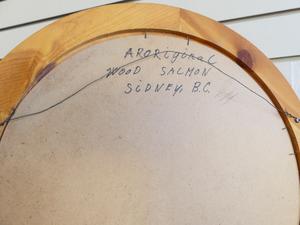 ABORIGINAL
WOOD SALMON
SIDNEY, B.C.